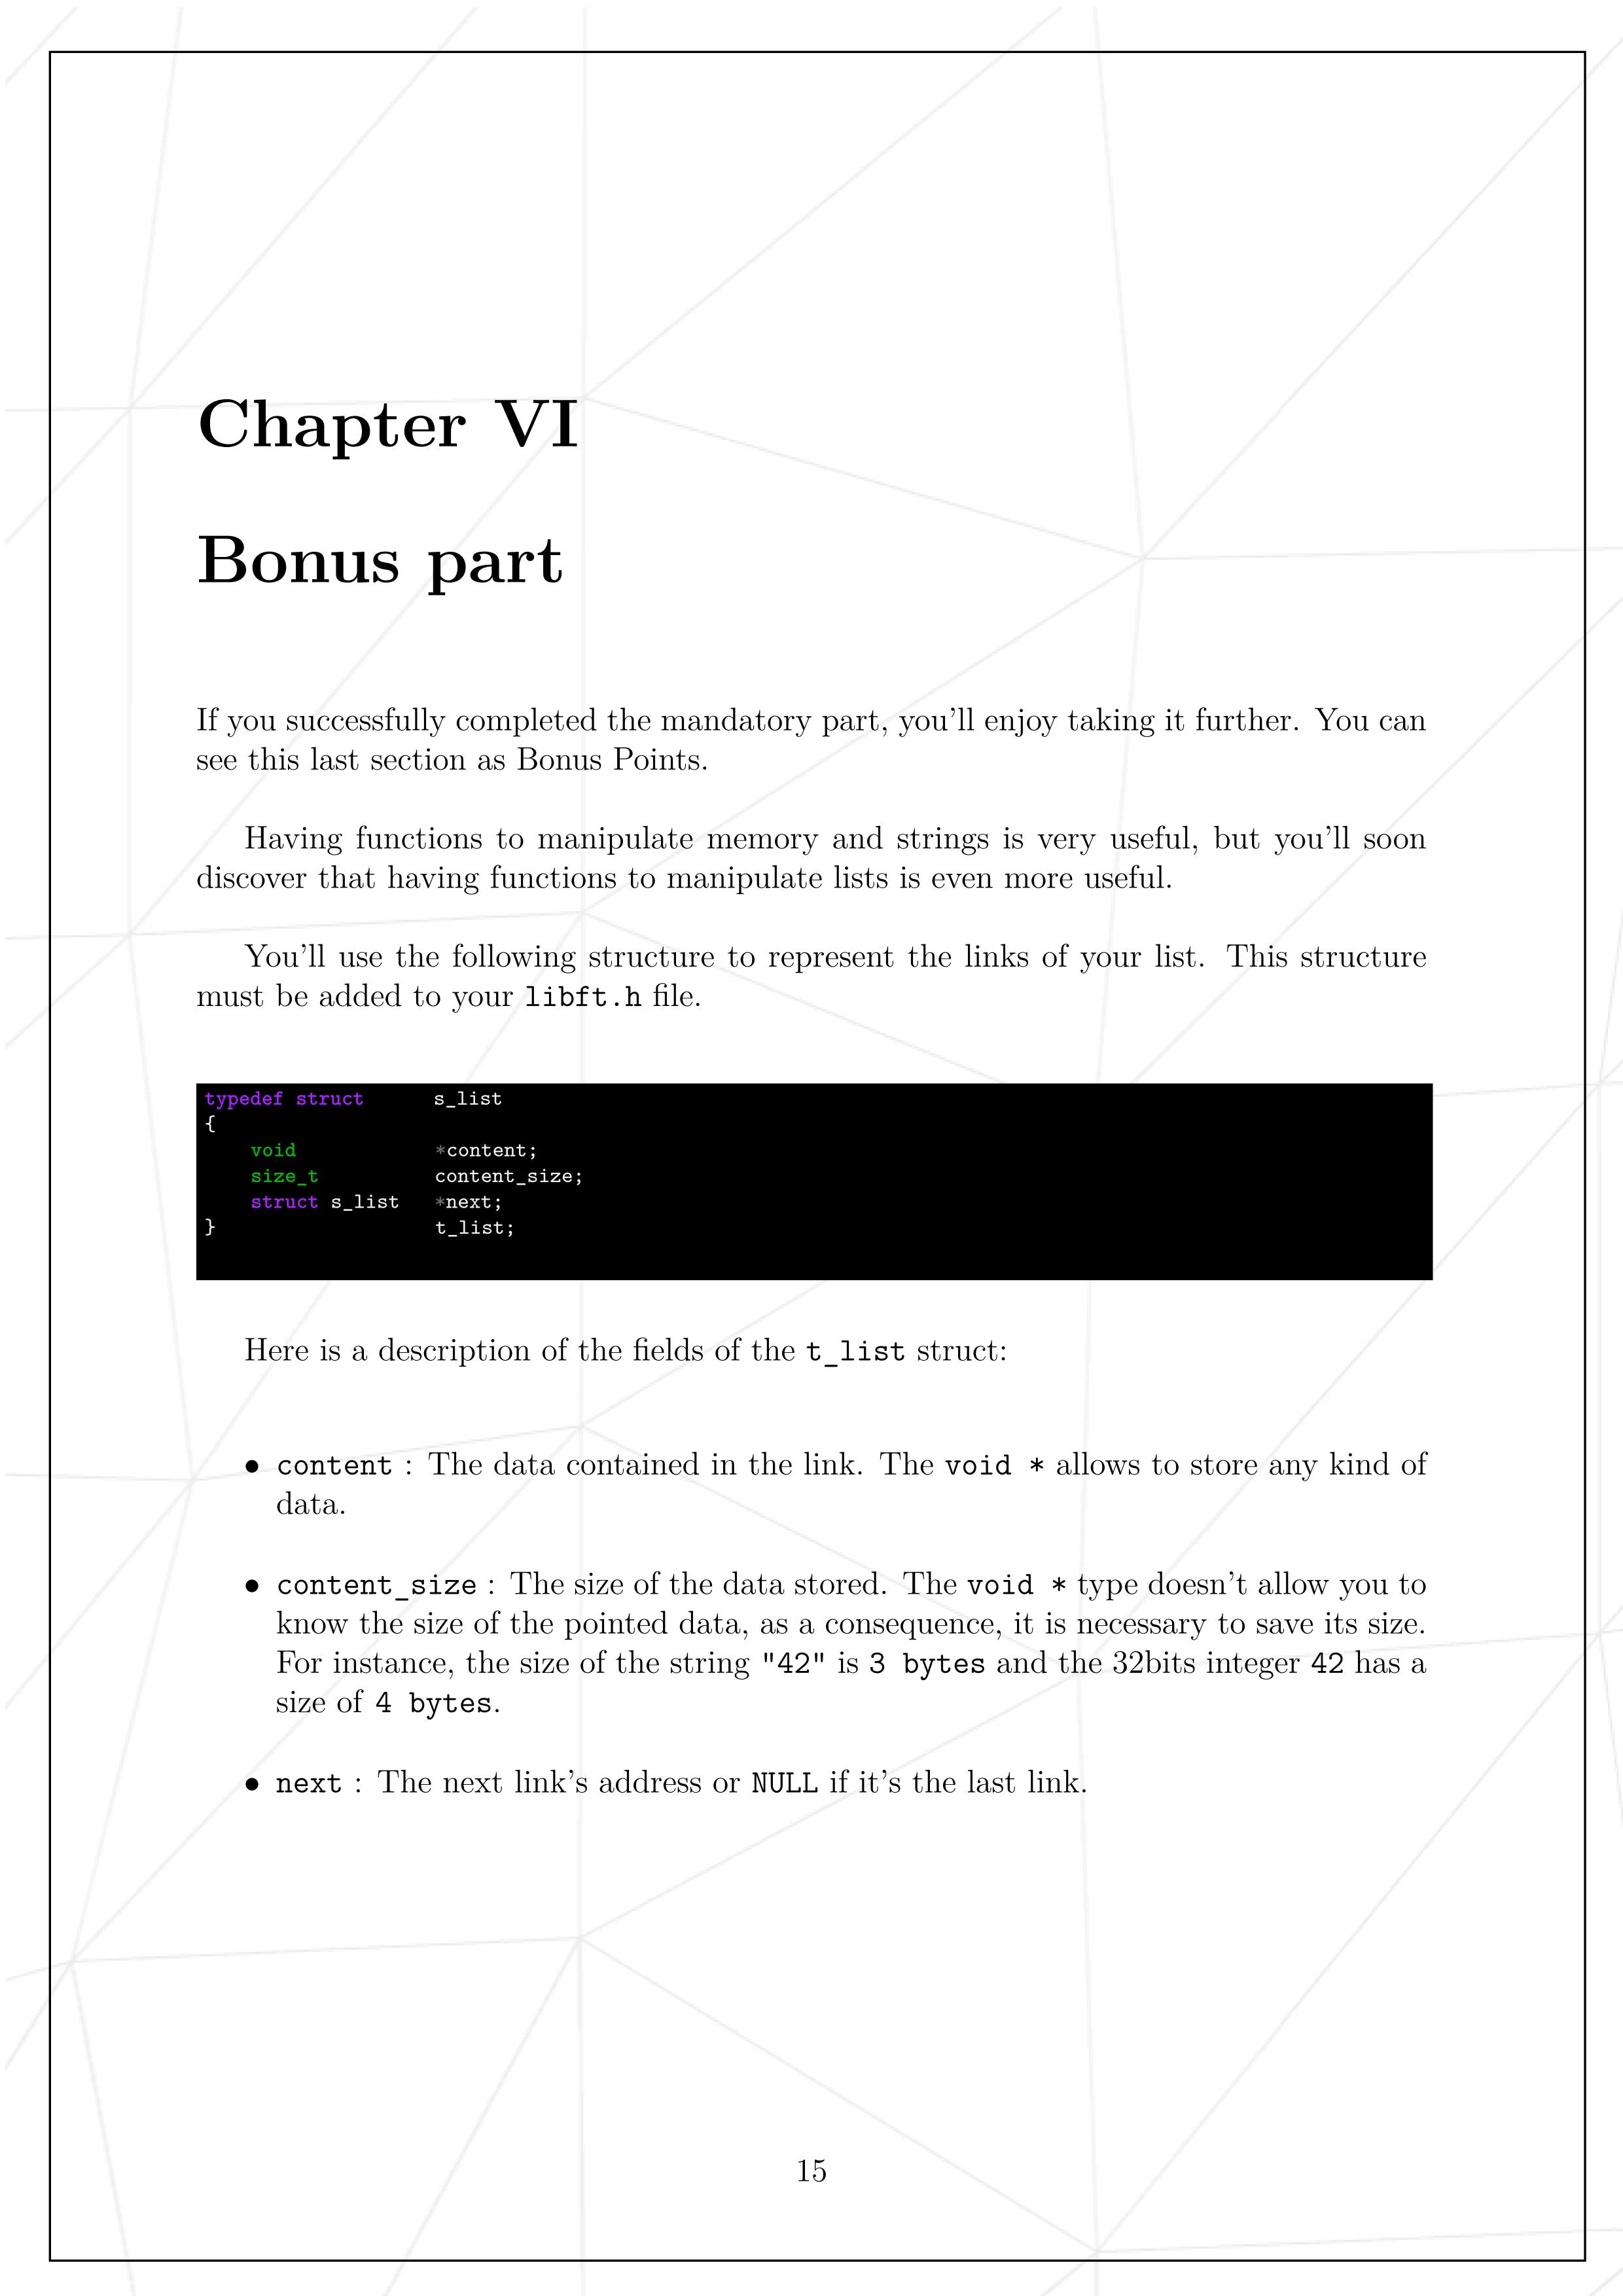 Chapter VI
Bonus part
If you successfully completed the mandatory part, you'll enjoy taking it further. You can
see this last section as Bonus Points.
Having functions to manipulate memory and strings is very useful, but you'll soon
discover that having functions to manipulate lists is even more useful.
You'll use the following structure to represent the links of your list. This structure
must be added to your libft.h file.
typedef struct s_list
{
void *content;
size_t content_size;
struct s_list *next;
} t_list;
Here is a description of the fields of the t_list struct:
• content : The data contained in the link. The void * allows to store any kind of
data.
• content_size : The size of the data stored. The void * type doesn't allow you to
know the size of the pointed data, as a consequence, it is necessary to save its size.
For instance, the size of the string "42" is 3 bytes and the 32bits integer 42 has a
size of 4 bytes.
• next : The next link's address or NULL if it's the last link.
15